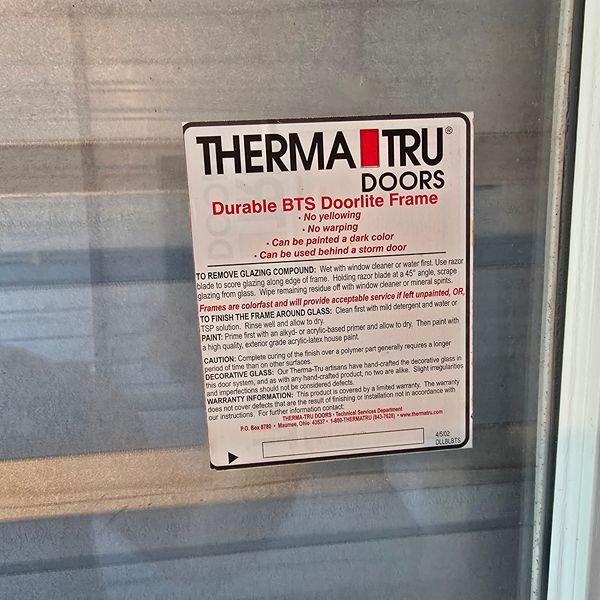 THERMA TRU®
DOORS
Durable BTS Doorlite Frame
• No yellowing
• No warping
• Can be painted a dark color
• Can be used behind a storm door
TO REMOVE GLAZING COMPOUND: Wet with window cleaner or water first. Use razor
blade to score glazing along edge of frame. Holding razor blade at a 45° angle, scrape
glazing from glass. Wipe remaining residue off with window cleaner or mineral spirits.
Frames are colorfast and will provide acceptable service if left unpainted, OR,
TO FINISH THE FRAME AROUND GLASS: Clean first with mild detergent and water or
TSP solution. Rinse well and allow to dry.
PAINT: Prime first with an alkyd- or acrylic-based primer and allow to dry. Then paint with
a high quality, exterior grade acrylic-latex house paint.
CAUTION: Complete curing of the finish over a polymer part generally requires a longer
period of time than on other surfaces.
DECORATIVE GLASS: Our Therma-Tru artisans have handcrafted the decorative glass in
this door system, and as with any handcrafted product, no two are alike. Slight irregularities
and imperfections should not be considered defects.
WARRANTY INFORMATION: This product is covered by a limited warranty. The warranty
does not cover defects that are the result of finishing or installation not in accordance with
our instructions. For further information contact:
THERMA-TRU DOORS • Technical Services Department
P.O. Box 8780 • Maumee, Ohio 43537 • 1-800-THERMATRU (843-7628) • www.thermatru.com
4/5/02
DLLBLBTS